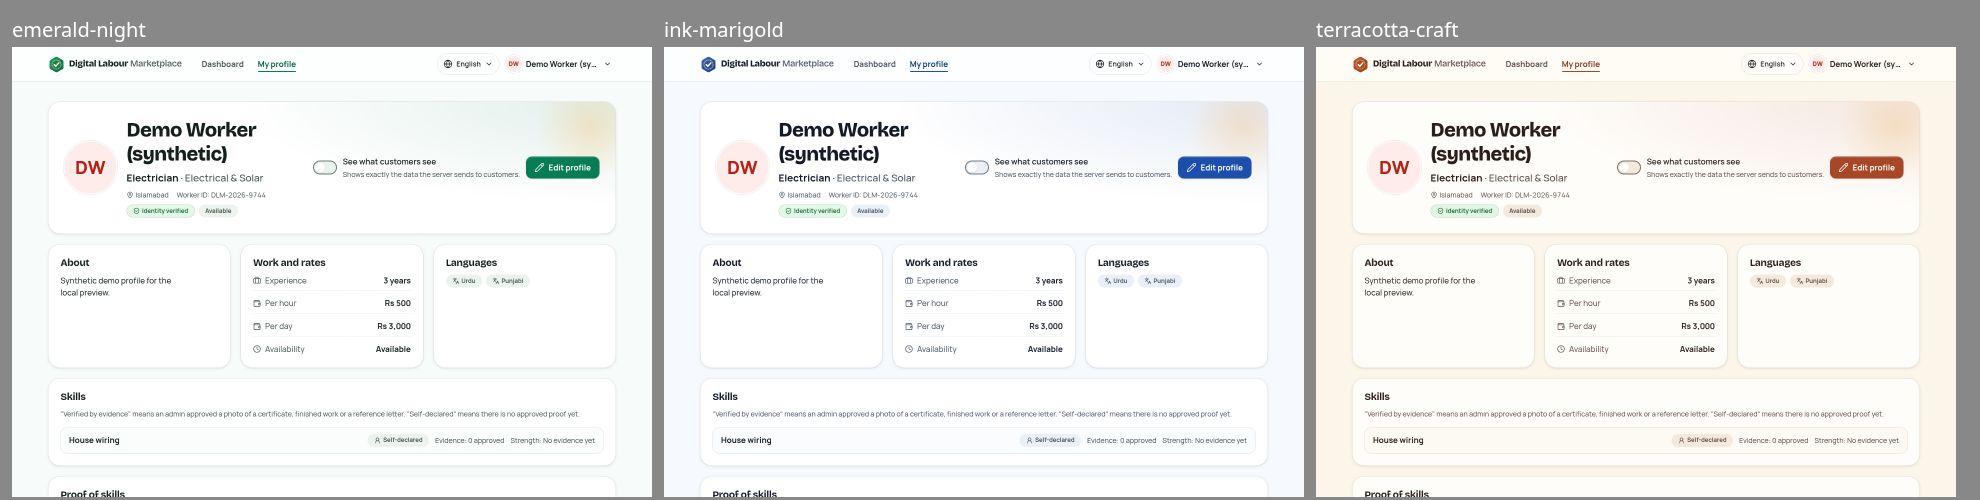 emerald-night
Digital Labour Marketplace Dashboard My profile English DW Demo Worker (sy...
DW
Demo Worker
(synthetic)
Electrician · Electrical & Solar
Islamabad Worker ID: DLM-2026-9744
Identity verified Available
See what customers see
Shows exactly the data the server sends to customers.
Edit profile
About
Synthetic demo profile for the
local preview.
Work and rates
Experience 3 years
Per hour Rs 500
Per day Rs 3,000
Availability Available
Languages
Urdu Punjabi
Skills
"Verified by evidence" means an admin approved a photo of a certificate, finished work or a reference letter. "Self-declared" means there is no approved proof yet.
House wiring Self-declared Evidence: 0 approved Strength: No evidence yet
Proof of skills
ink-marigold
Digital Labour Marketplace Dashboard My profile English DW Demo Worker (sy...
DW
Demo Worker
(synthetic)
Electrician · Electrical & Solar
Islamabad Worker ID: DLM-2026-9744
Identity verified Available
See what customers see
Shows exactly the data the server sends to customers.
Edit profile
About
Synthetic demo profile for the
local preview.
Work and rates
Experience 3 years
Per hour Rs 500
Per day Rs 3,000
Availability Available
Languages
Urdu Punjabi
Skills
"Verified by evidence" means an admin approved a photo of a certificate, finished work or a reference letter. "Self-declared" means there is no approved proof yet.
House wiring Self-declared Evidence: 0 approved Strength: No evidence yet
Proof of skills
terracotta-craft
Digital Labour Marketplace Dashboard My profile English DW Demo Worker (sy...
DW
Demo Worker
(synthetic)
Electrician · Electrical & Solar
Islamabad Worker ID: DLM-2026-9744
Identity verified Available
See what customers see
Shows exactly the data the server sends to customers.
Edit profile
About
Synthetic demo profile for the
local preview.
Work and rates
Experience 3 years
Per hour Rs 500
Per day Rs 3,000
Availability Available
Languages
Urdu Punjabi
Skills
"Verified by evidence" means an admin approved a photo of a certificate, finished work or a reference letter. "Self-declared" means there is no approved proof yet.
House wiring Self-declared Evidence: 0 approved Strength: No evidence yet
Proof of skills